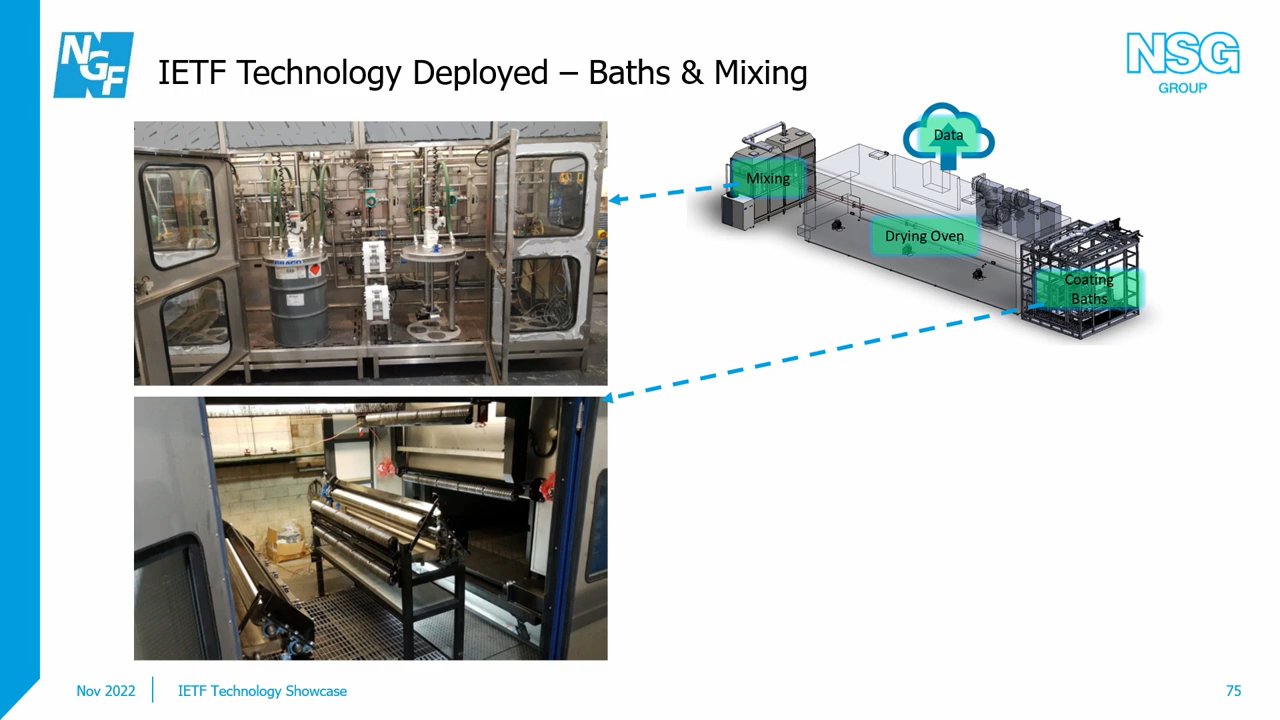 NGF
IETF Technology Deployed – Baths & Mixing
NSG
GROUP
Data
Mixing
Drying Oven
Coating
Baths
Nov 2022
IETF Technology Showcase
75